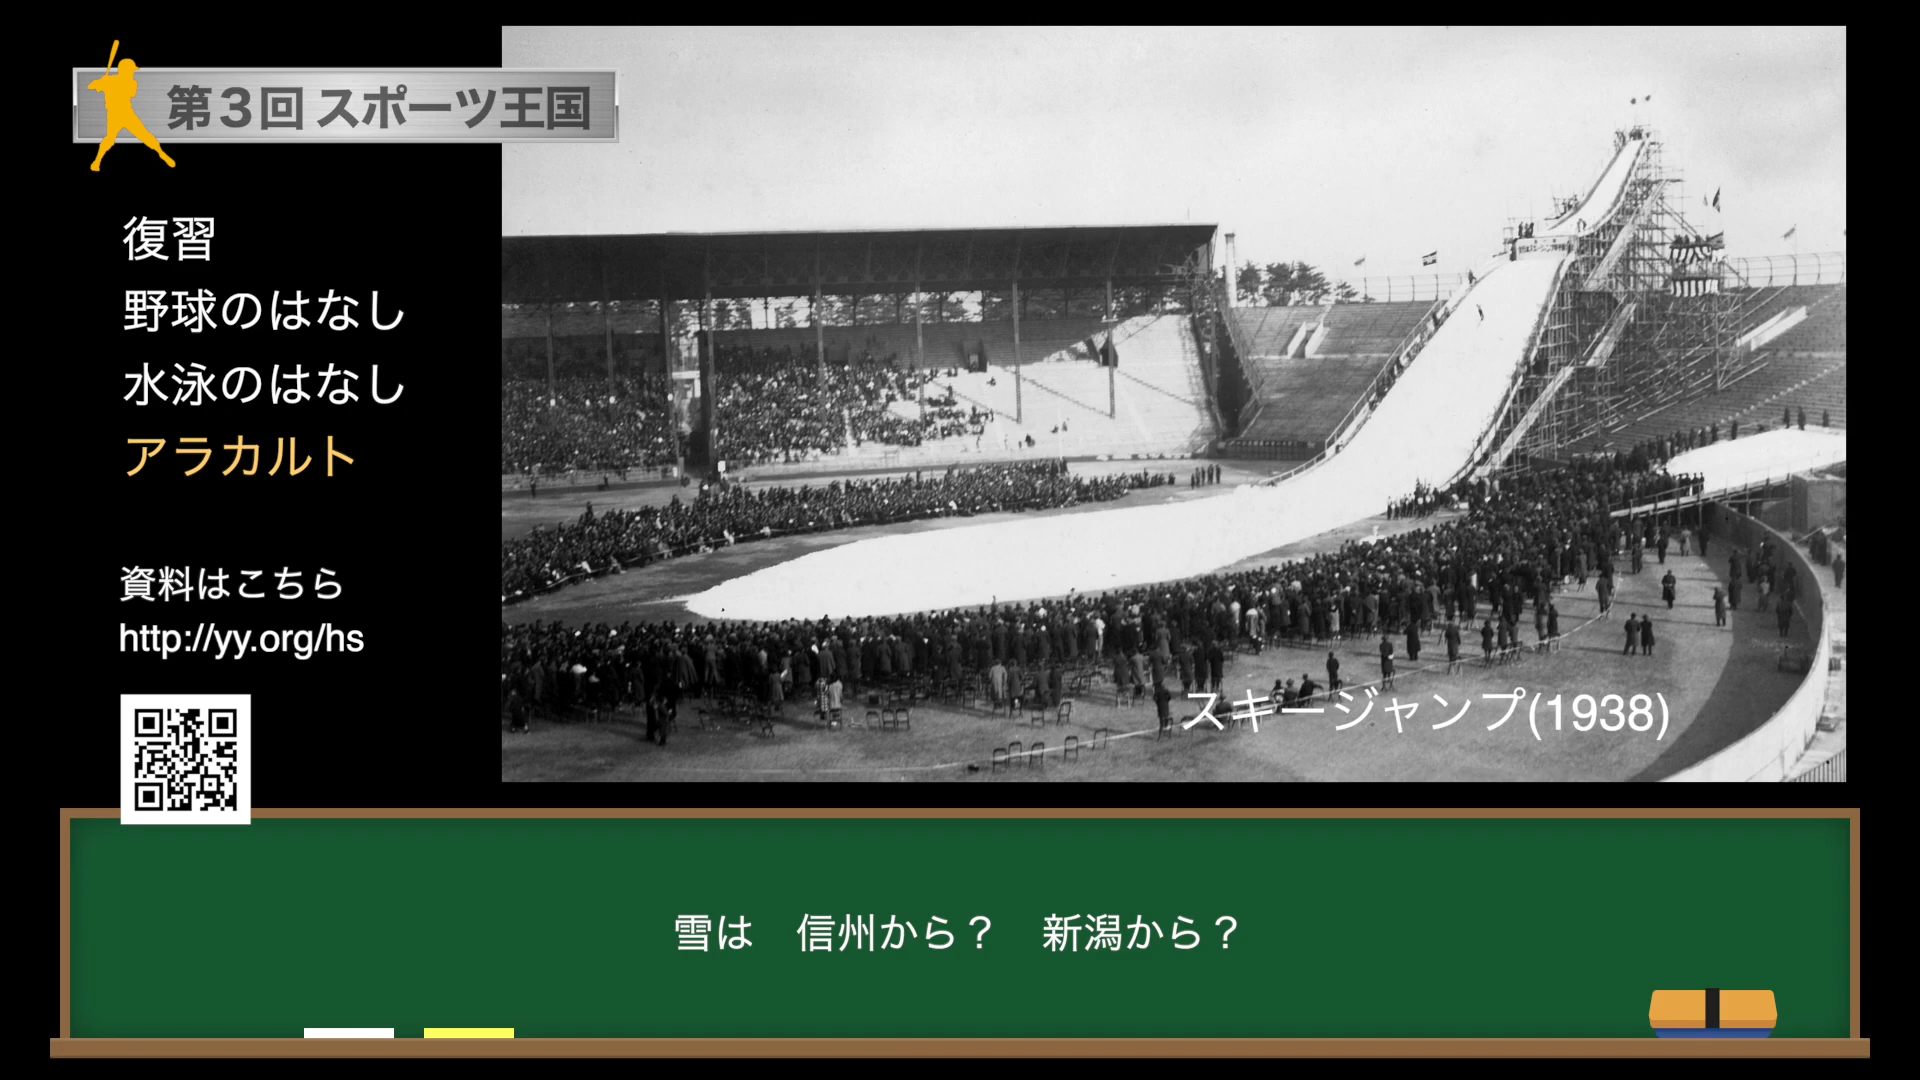 第3回 スポーツ王国
復習
野球のはなし
水泳のはなし
アラカルト
資料はこちら
http://yy.org/hs
スキージャンプ(1938)
雪は　信州から？　新潟から？